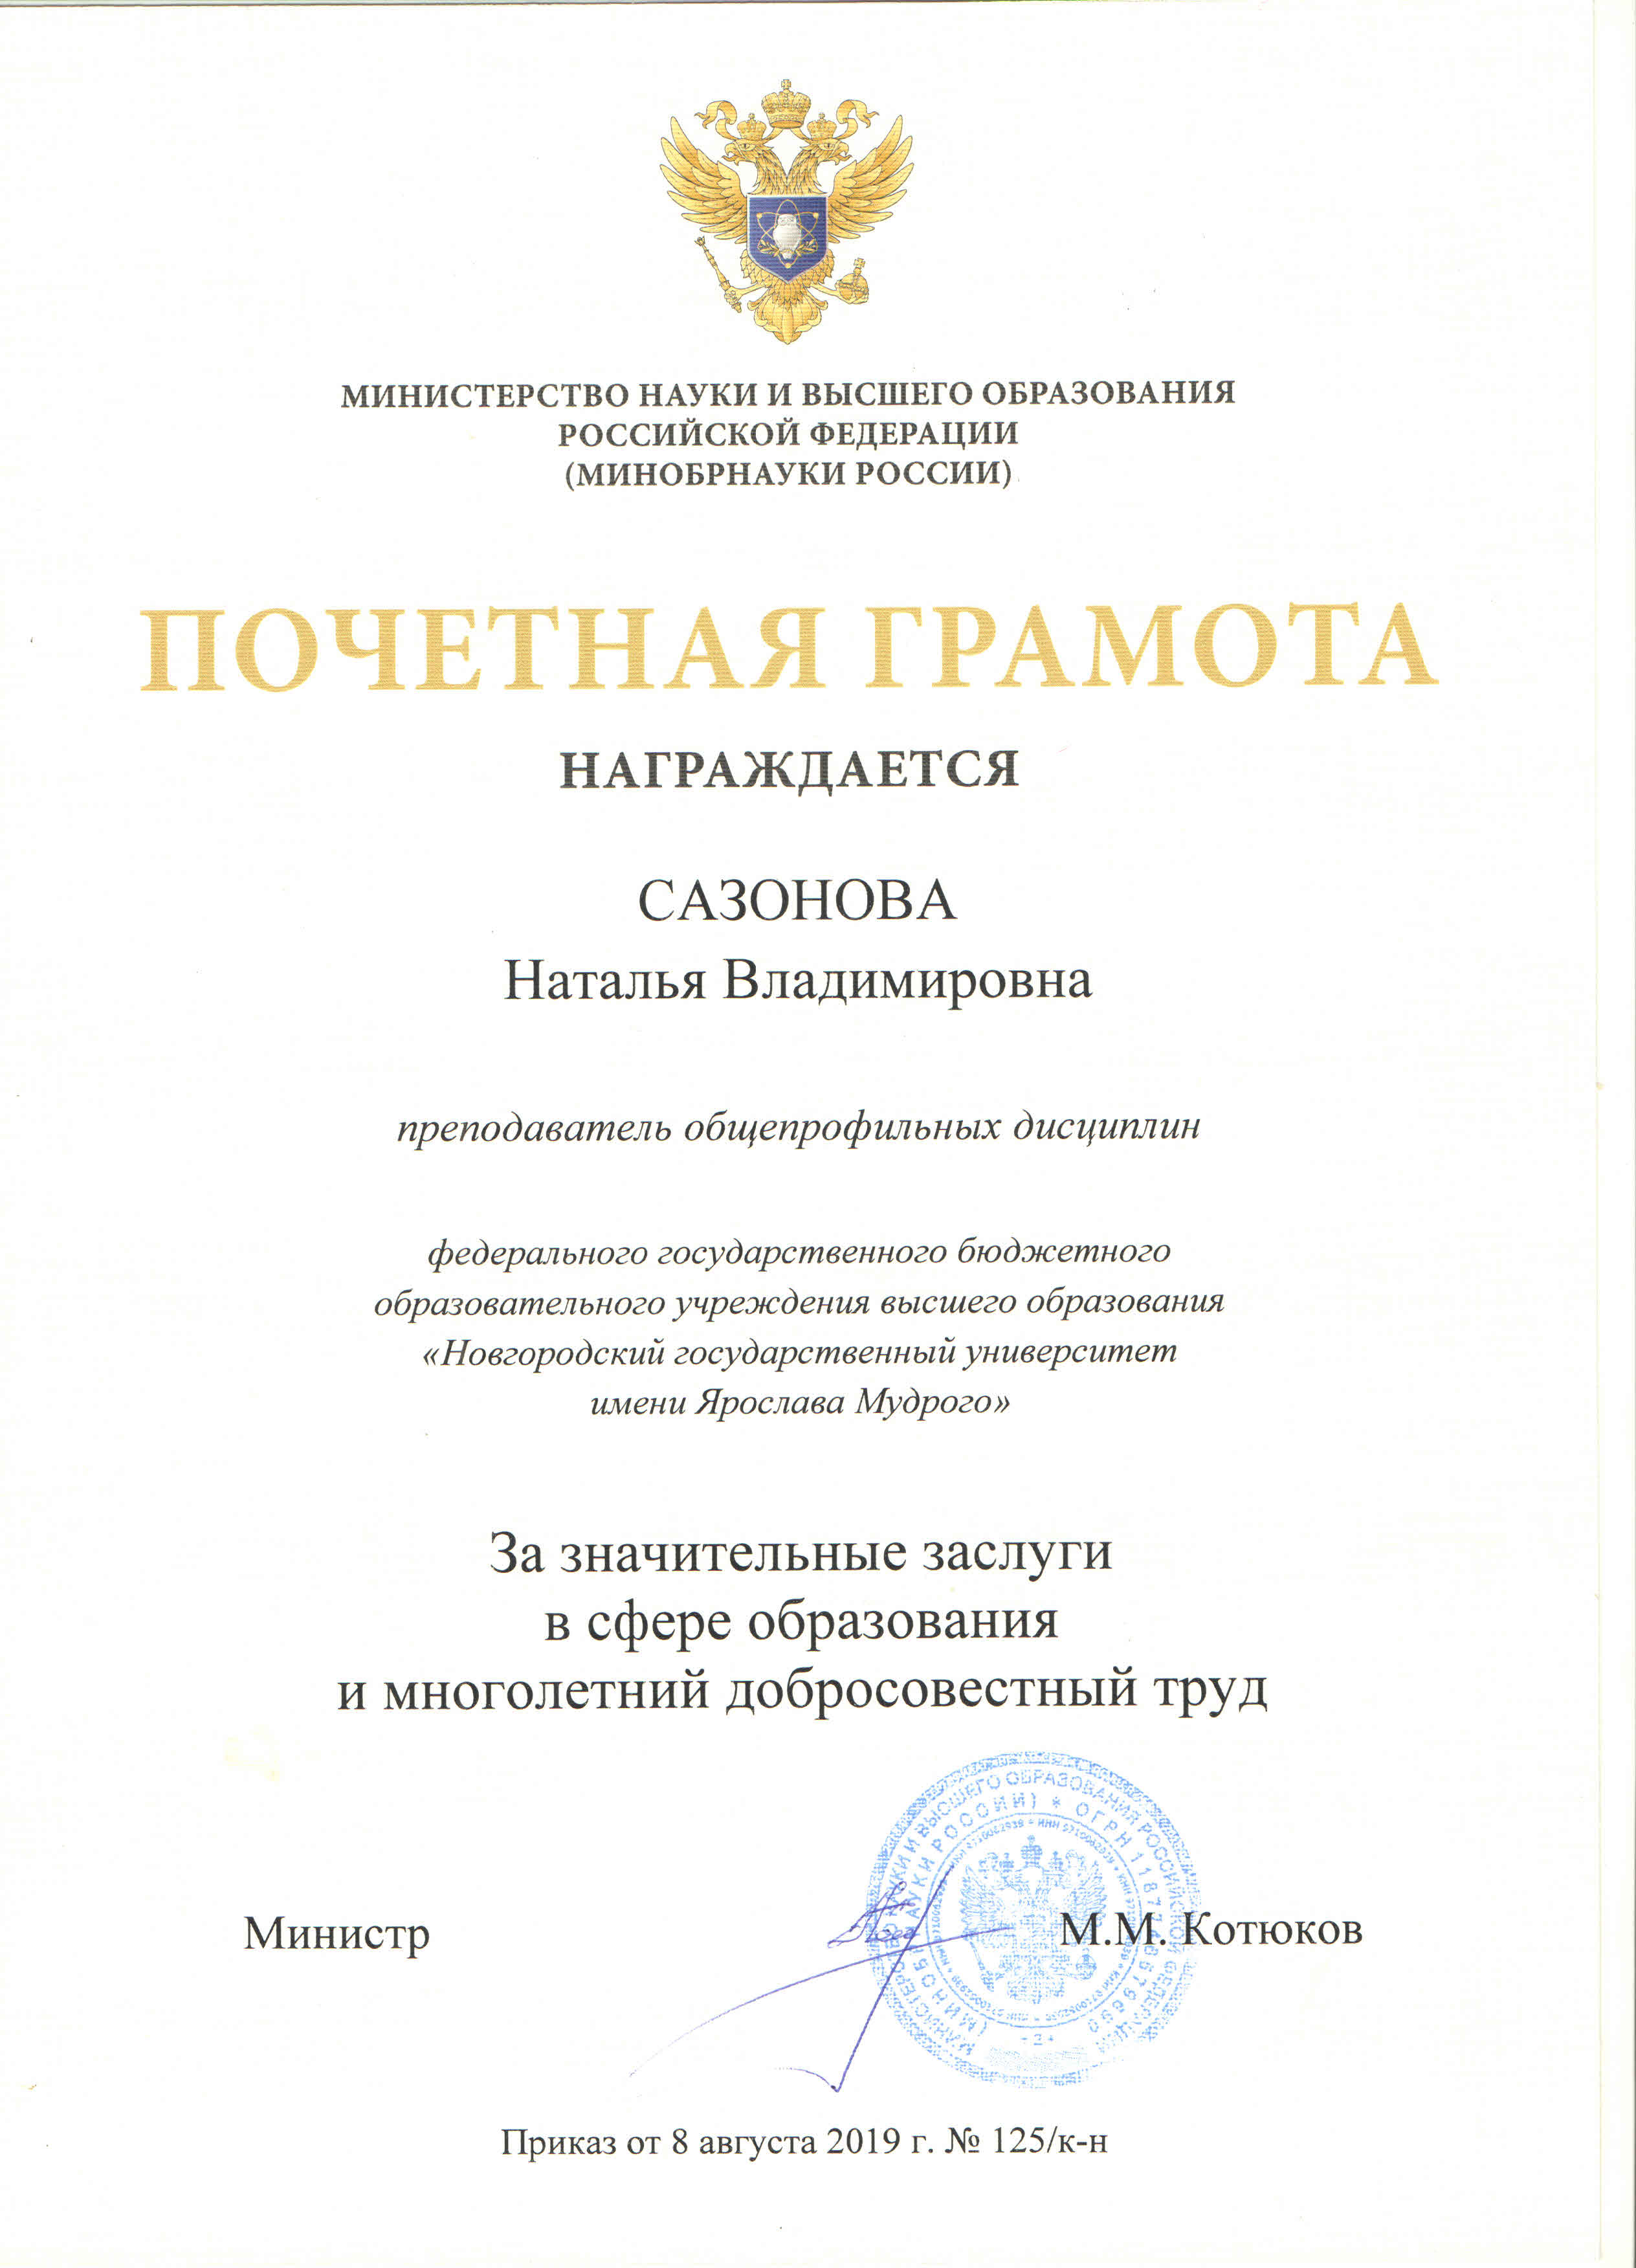 МИНИСТЕРСТВО НАУКИ И ВЫСШЕГО ОБРАЗОВАНИЯ
РОССИЙСКОЙ ФЕДЕРАЦИИ
(МИНОБРНАУКИ РОССИИ)
ПОЧЕТНАЯ ГРАМОТА
НАГРАЖДАЕТСЯ
САЗОНОВА
Наталья Владимировна
преподаватель общепрофильных дисциплин
федерального государственного бюджетного
образовательного учреждения высшего образования
«Новгородский государственный университет
имени Ярослава Мудрого»
За значительные заслуги
в сфере образования
и многолетний добросовестный труд
Министр
М.М. Котюков
Приказ от 8 августа 2019 г. № 125/к-н